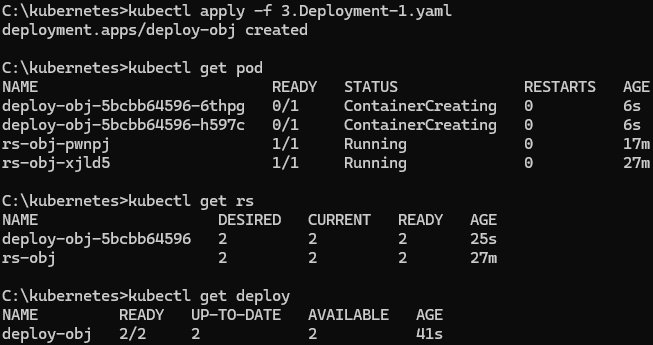 C:\kubernetes>kubectl apply -f 3.Deployment-1.yaml
deployment.apps/deploy-obj created
C:\kubernetes>kubectl get pod
NAME READY STATUS RESTARTS AGE
deploy-obj-5bcbb64596-6thpg 0/1 ContainerCreating 0 6s
deploy-obj-5bcbb64596-h597c 0/1 ContainerCreating 0 6s
rs-obj-pwnpj 1/1 Running 0 17m
rs-obj-xjld5 1/1 Running 0 27m
C:\kubernetes>kubectl get rs
NAME DESIRED CURRENT READY AGE
deploy-obj-5bcbb64596 2 2 2 25s
rs-obj 2 2 2 27m
C:\kubernetes>kubectl get deploy
NAME READY UP-TO-DATE AVAILABLE AGE
deploy-obj 2/2 2 2 41s